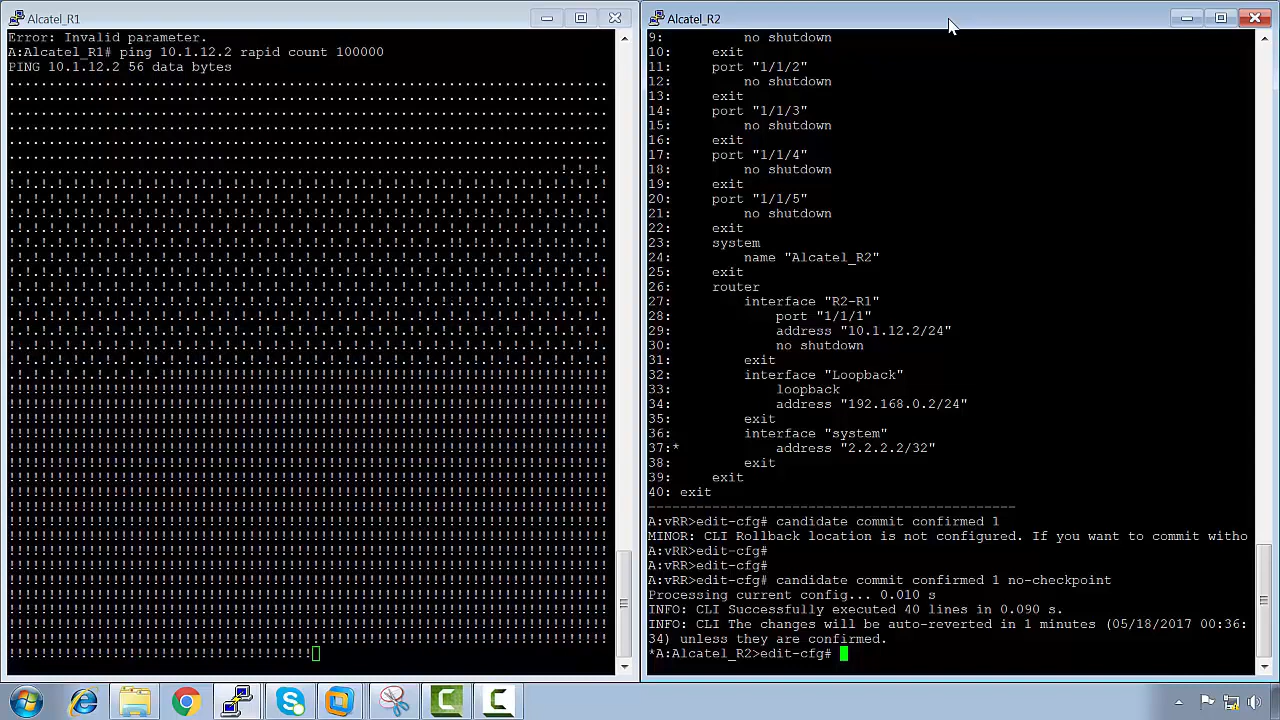 Alcatel_R1
Error: Invalid parameter.
A:Alcatel_R1# ping 10.1.12.2 rapid count 100000
PING 10.1.12.2 56 data bytes
Alcatel_R2
9:         no shutdown
10:     exit
11:     port "1/1/2"
12:         no shutdown
13:     exit
14:     port "1/1/3"
15:         no shutdown
16:     exit
17:     port "1/1/4"
18:         no shutdown
19:     exit
20:     port "1/1/5"
21:         no shutdown
22:     exit
23:     system
24:         name "Alcatel_R2"
25:     exit
26:     router
27:         interface "R2-R1"
28:             port "1/1/1"
29:             address "10.1.12.2/24"
30:             no shutdown
31:         exit
32:         interface "Loopback"
33:             loopback
34:             address "192.168.0.2/24"
35:         exit
36:         interface "system"
37:*            address "2.2.2.2/32"
38:         exit
39:     exit
40: exit
----------------------------------------------
A:vRR>edit-cfg# candidate commit confirmed 1
MINOR: CLI Rollback location is not configured. If you want to commit witho
A:vRR>edit-cfg#
A:vRR>edit-cfg#
A:vRR>edit-cfg# candidate commit confirmed 1 no-checkpoint
Processing current config... 0.010 s
INFO: CLI Successfully executed 40 lines in 0.090 s.
INFO: CLI The changes will be auto-reverted in 1 minutes (05/18/2017 00:36:
34) unless they are confirmed.
*A:Alcatel_R2>edit-cfg#